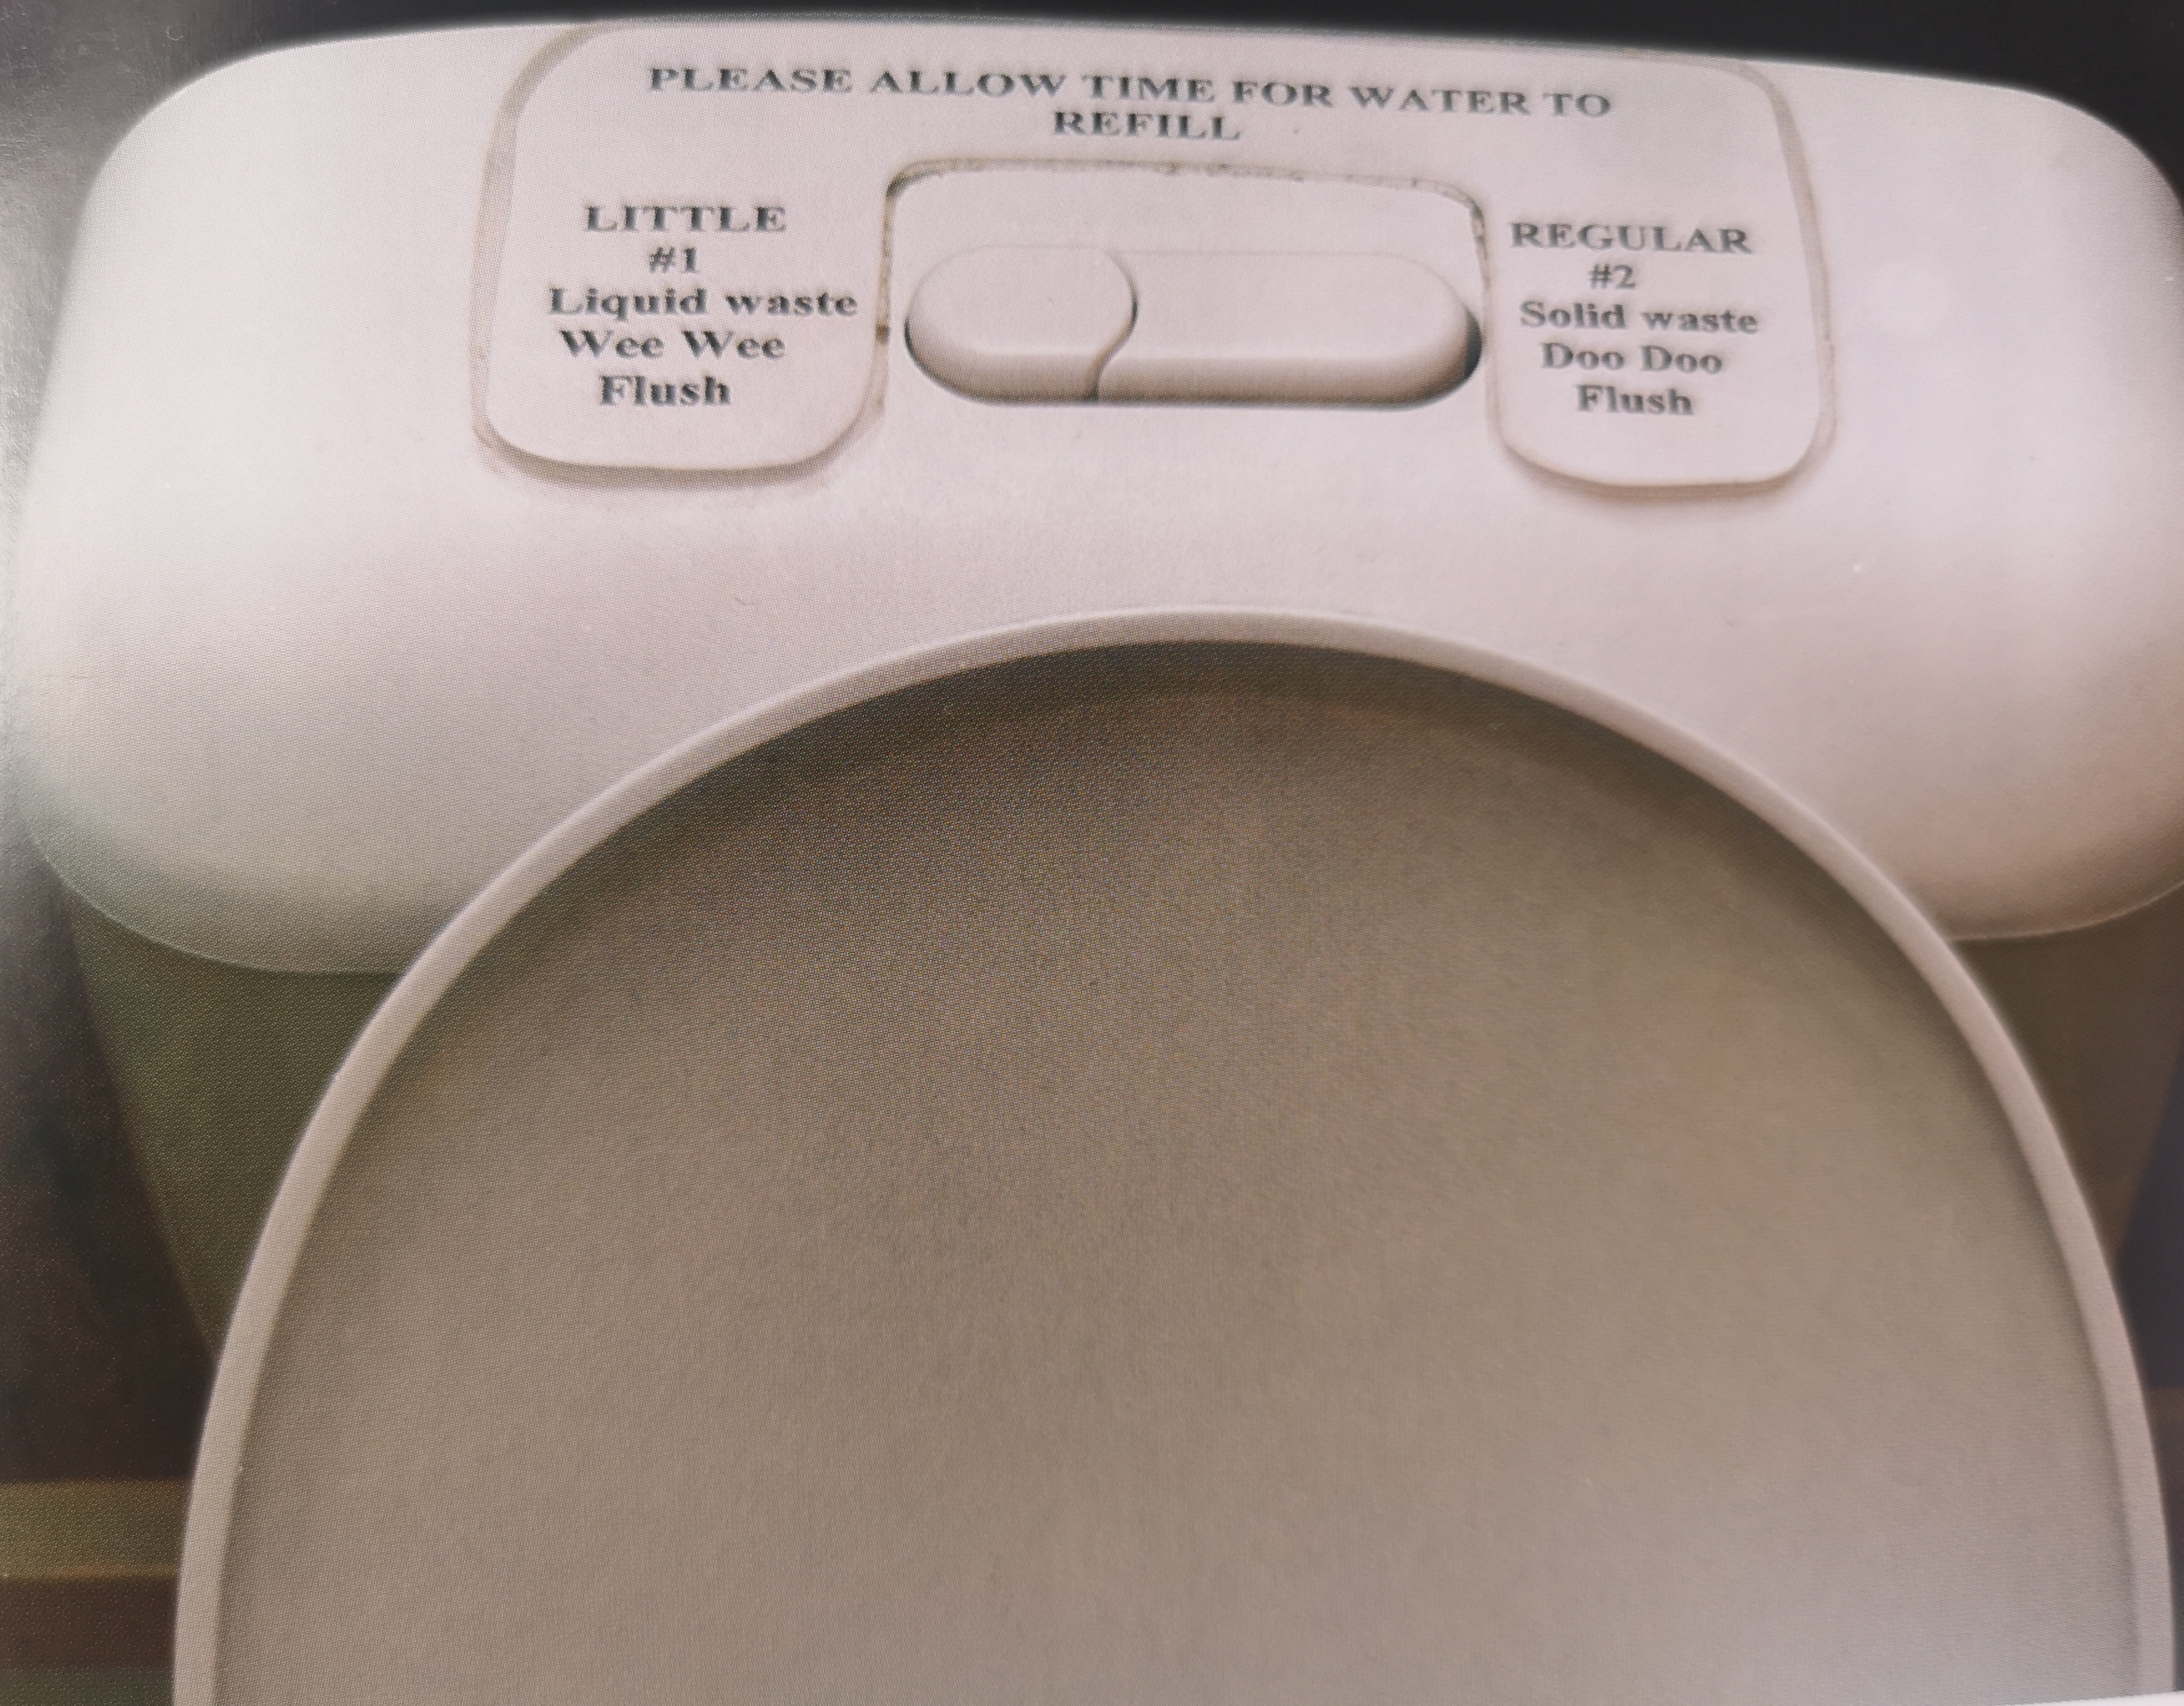 PLEASE ALLOW TIME FOR WATER TO
REFILL
LITTLE
#1
Liquid waste
Wee Wee
Flush
REGULAR
#2
Solid waste
Doo Doo
Flush